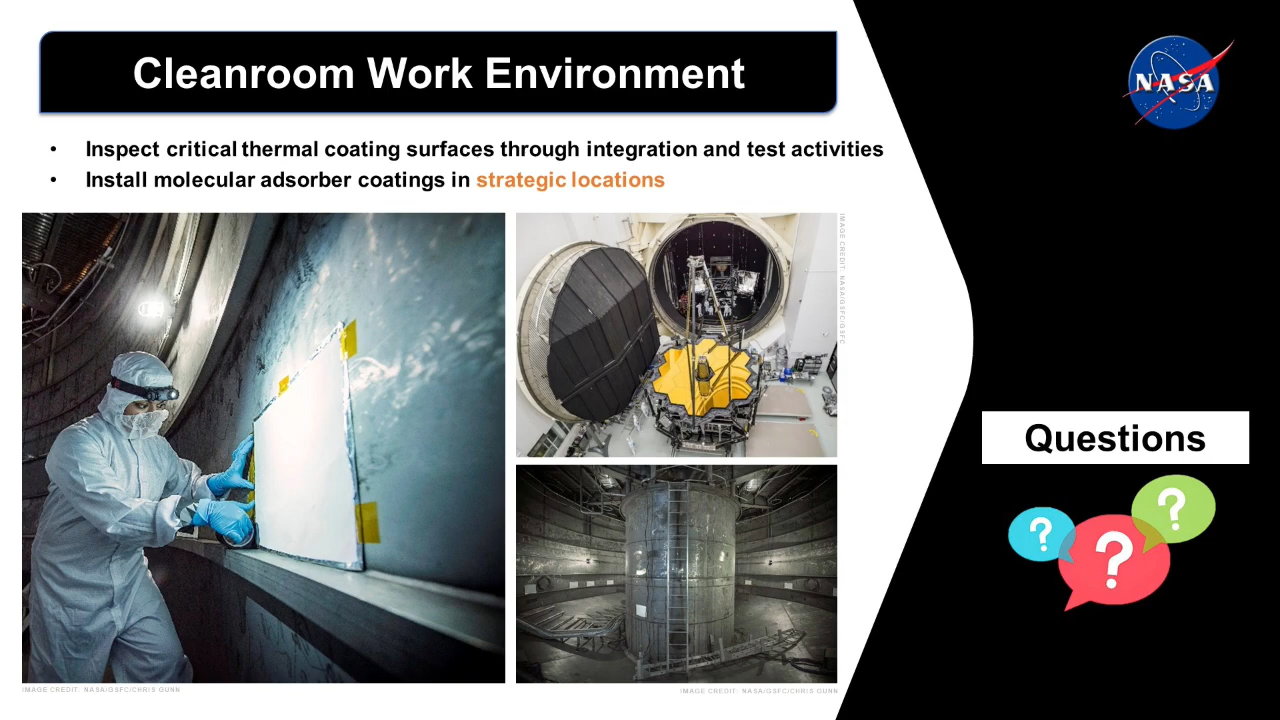 Cleanroom Work Environment
NASA
• Inspect critical thermal coating surfaces through integration and test activities
• Install molecular adsorber coatings in strategic locations
IMAGE CREDIT: NASA/GSFC/GSFC
Questions
? ? ?
IMAGE CREDIT: NASA/GSFC/CHRIS GUNN
IMAGE CREDIT: NASA/GSFC/CHRIS GUNN